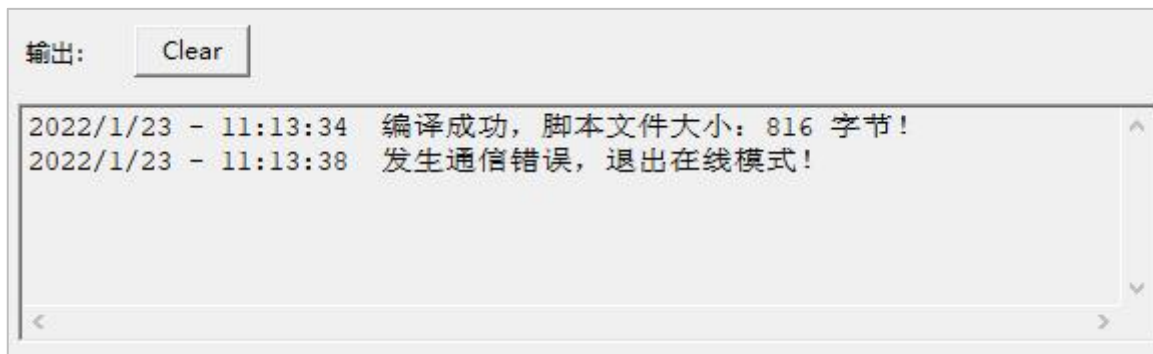 输出: Clear
2022/1/23 - 11:13:34  编译成功，脚本文件大小：816 字节！
2022/1/23 - 11:13:38  发生通信错误，退出在线模式！